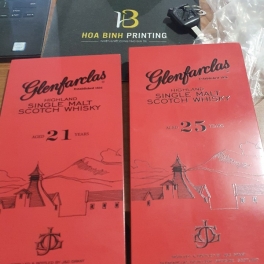 HOA BINH PRINTING
Glenfarclas
HIGHLAND
SINGLE MALT
SCOTCH WHISKY
AGED 21 YEARS
Glenfarclas
HIGHLAND
SINGLE MALT
SCOTCH WHISKY
AGED 25 YEARS